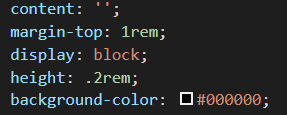 content: '';
margin-top: 1rem;
display: block;
height: .2rem;
background-color: #000000;